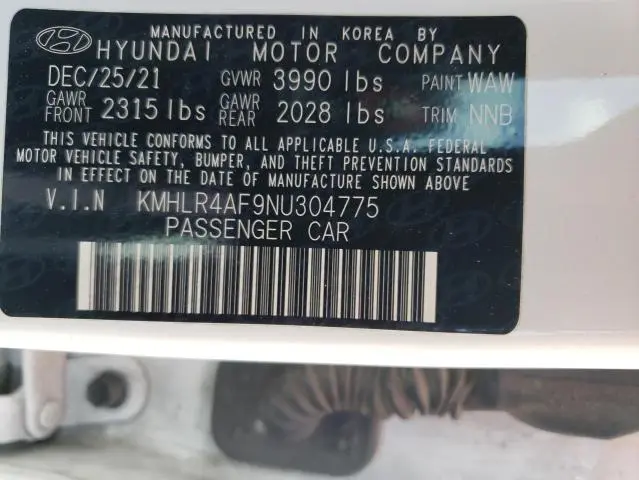 MANUFACTURED IN KOREA BY
HYUNDAI MOTOR COMPANY
DEC/25/21 GVWR 3990 lbs PAINT WAW
GAWR FRONT 2315 lbs GAWR REAR 2028 lbs TRIM NNB
THIS VEHICLE CONFORMS TO ALL APPLICABLE U.S.A. FEDERAL
MOTOR VEHICLE SAFETY, BUMPER, AND THEFT PREVENTION STANDARDS
IN EFFECT ON THE DATE OF MANUFACTURE SHOWN ABOVE
V.I.N KMHLR4AF9NU304775
PASSENGER CAR